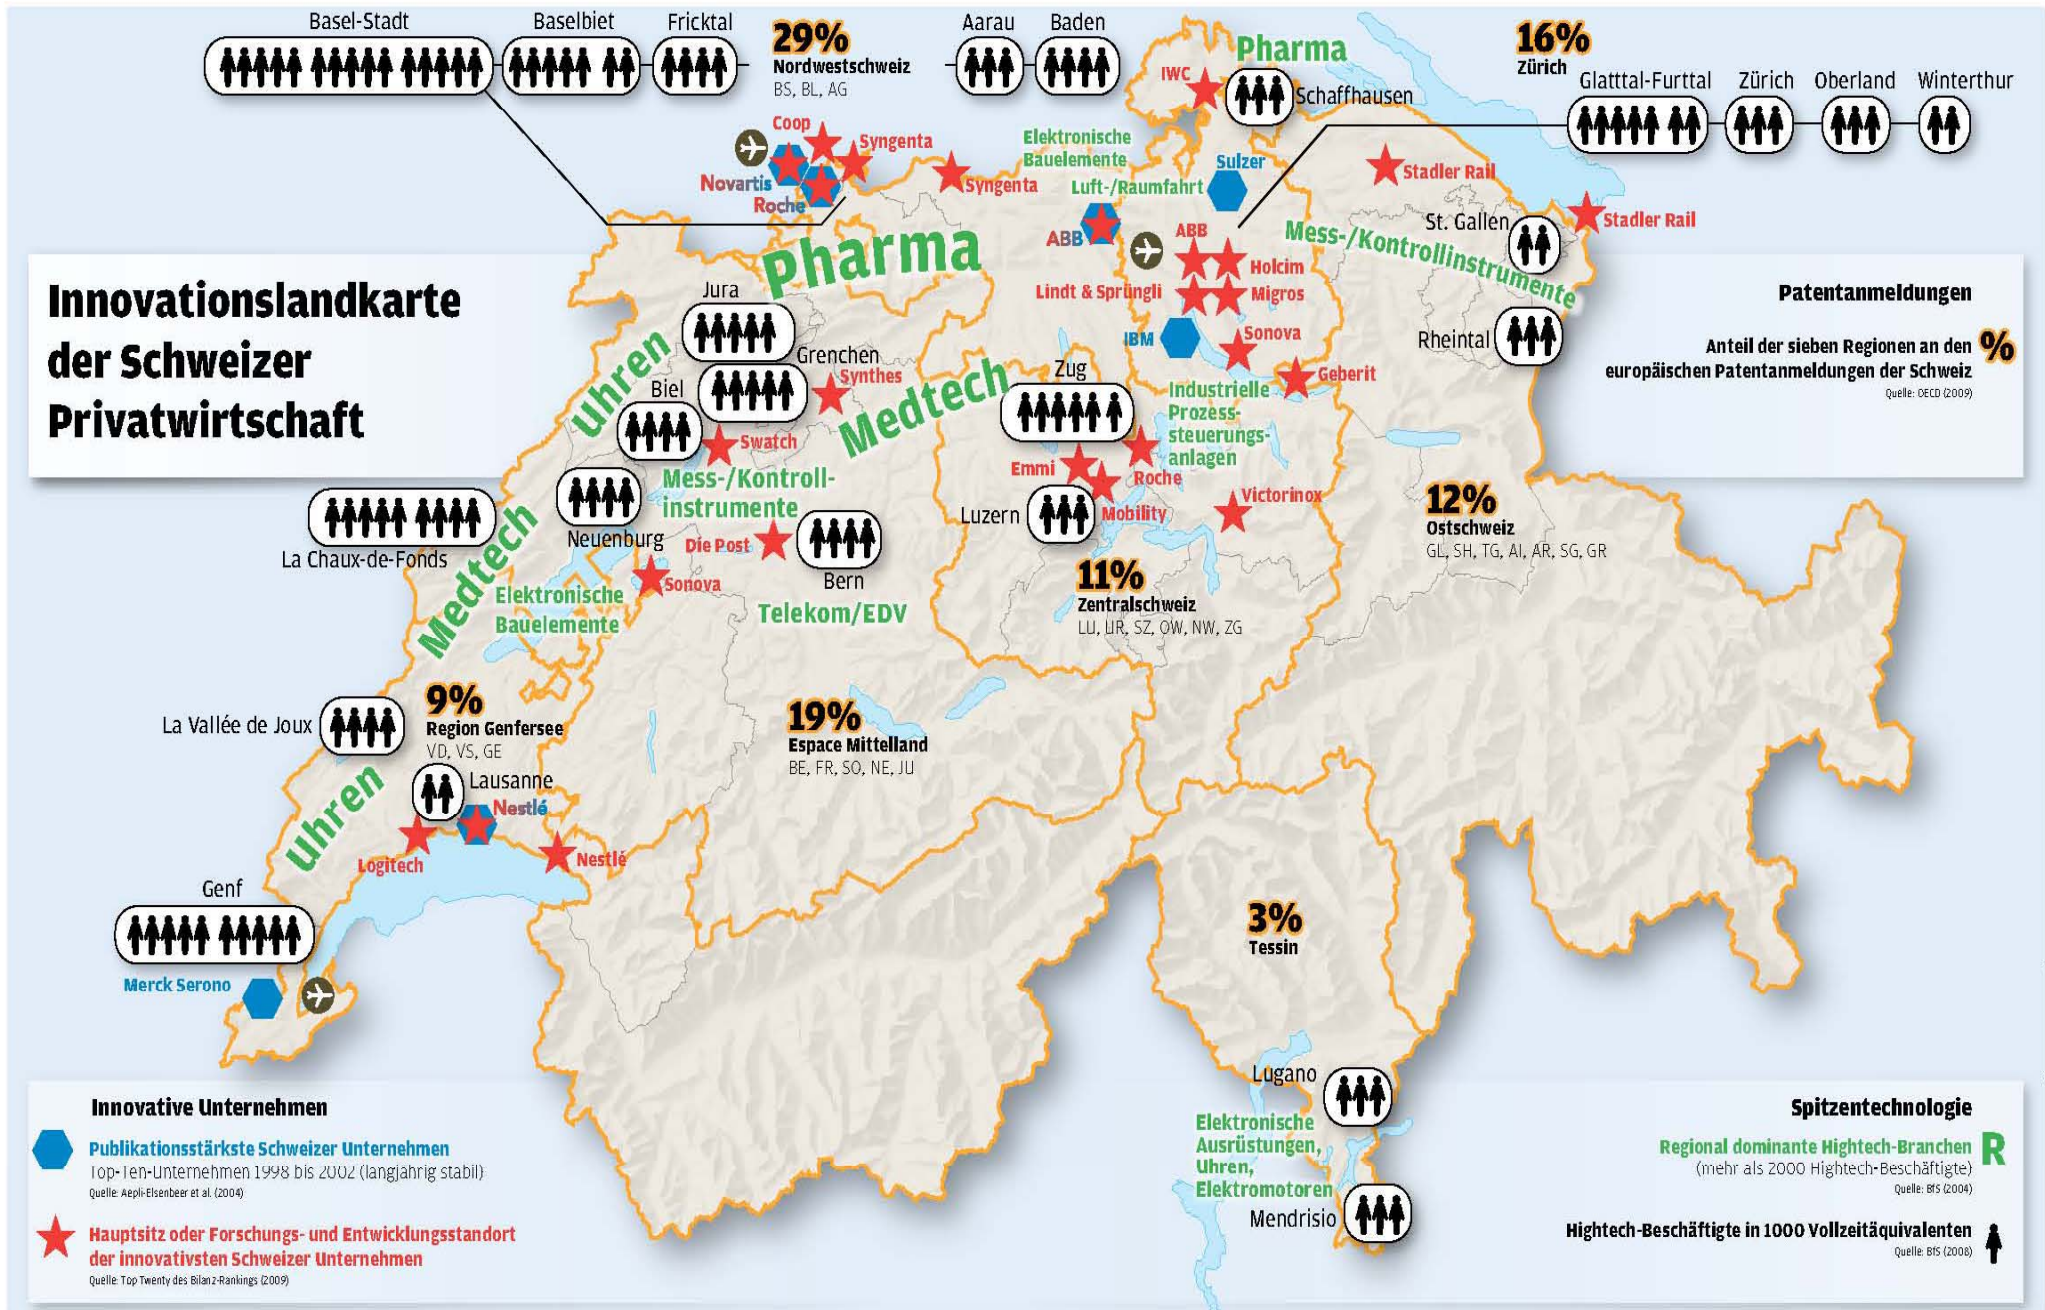 Basel-Stadt
Baselbiet
Fricktal
29%
Nordwestschweiz
BS, BL, AG
Aarau
Baden
Pharma
IWC
Schaffhausen
16%
Zürich
Glatttal-Furttal
Zürich
Oberland
Winterthur
Coop
Syngenta
Novartis
Roche
Syngenta
Elektronische
Bauelemente
Luft-/Raumfahrt
Sulzer
Stadler Rail
Stadler Rail
ABB
ABB
Holcim
Lindt & Sprüngli
Migros
IBM
Sonova
Geberit
Mess-/Kontrollinstrumente
St. Gallen
Rheintal
Innovationslandkarte
der Schweizer
Privatwirtschaft
Patentanmeldungen
Anteil der sieben Regionen an den
europäischen Patentanmeldungen der Schweiz
%
Quelle: OECD (2009)
Pharma
Jura
Uhren
Grenchen
Synthes
Biel
Medtech
Swatch
Zug
Industrielle
Prozess-
steuerungs-
anlagen
Emmi
Roche
Luzern
Mobility
Victorinox
Mess-/Kontroll-
instrumente
Neuenburg
La Chaux-de-Fonds
Die Post
Bern
Sonova
Medtech
Elektronische
Bauelemente
Telekom/EDV
12%
Ostschweiz
GL, SH, TG, AI, AR, SG, GR
11%
Zentralschweiz
LU, UR, SZ, OW, NW, ZG
La Vallée de Joux
9%
Region Genfersee
VD, VS, GE
19%
Espace Mittelland
BE, FR, SO, NE, JU
Uhren
Lausanne
Nestlé
Logitech
Nestlé
Genf
Merck Serono
3%
Tessin
Lugano
Elektronische
Ausrüstungen,
Uhren,
Elektromotoren
Mendrisio
Innovative Unternehmen
Publikationsstärkste Schweizer Unternehmen
Top-Ten-Unternehmen 1998 bis 2002 (langjährig stabil)
Quelle: Aepli-Elsenbeer et al. (2004)
Hauptsitz oder Forschungs- und Entwicklungsstandort
der innovativsten Schweizer Unternehmen
Quelle: Top Twenty des Bilanz-Rankings (2009)
Spitzentechnologie
Regional dominante Hightech-Branchen
R
(mehr als 2000 Hightech-Beschäftigte)
Quelle: BfS (2004)
Hightech-Beschäftigte in 1000 Vollzeitäquivalenten
Quelle: BfS (2008)